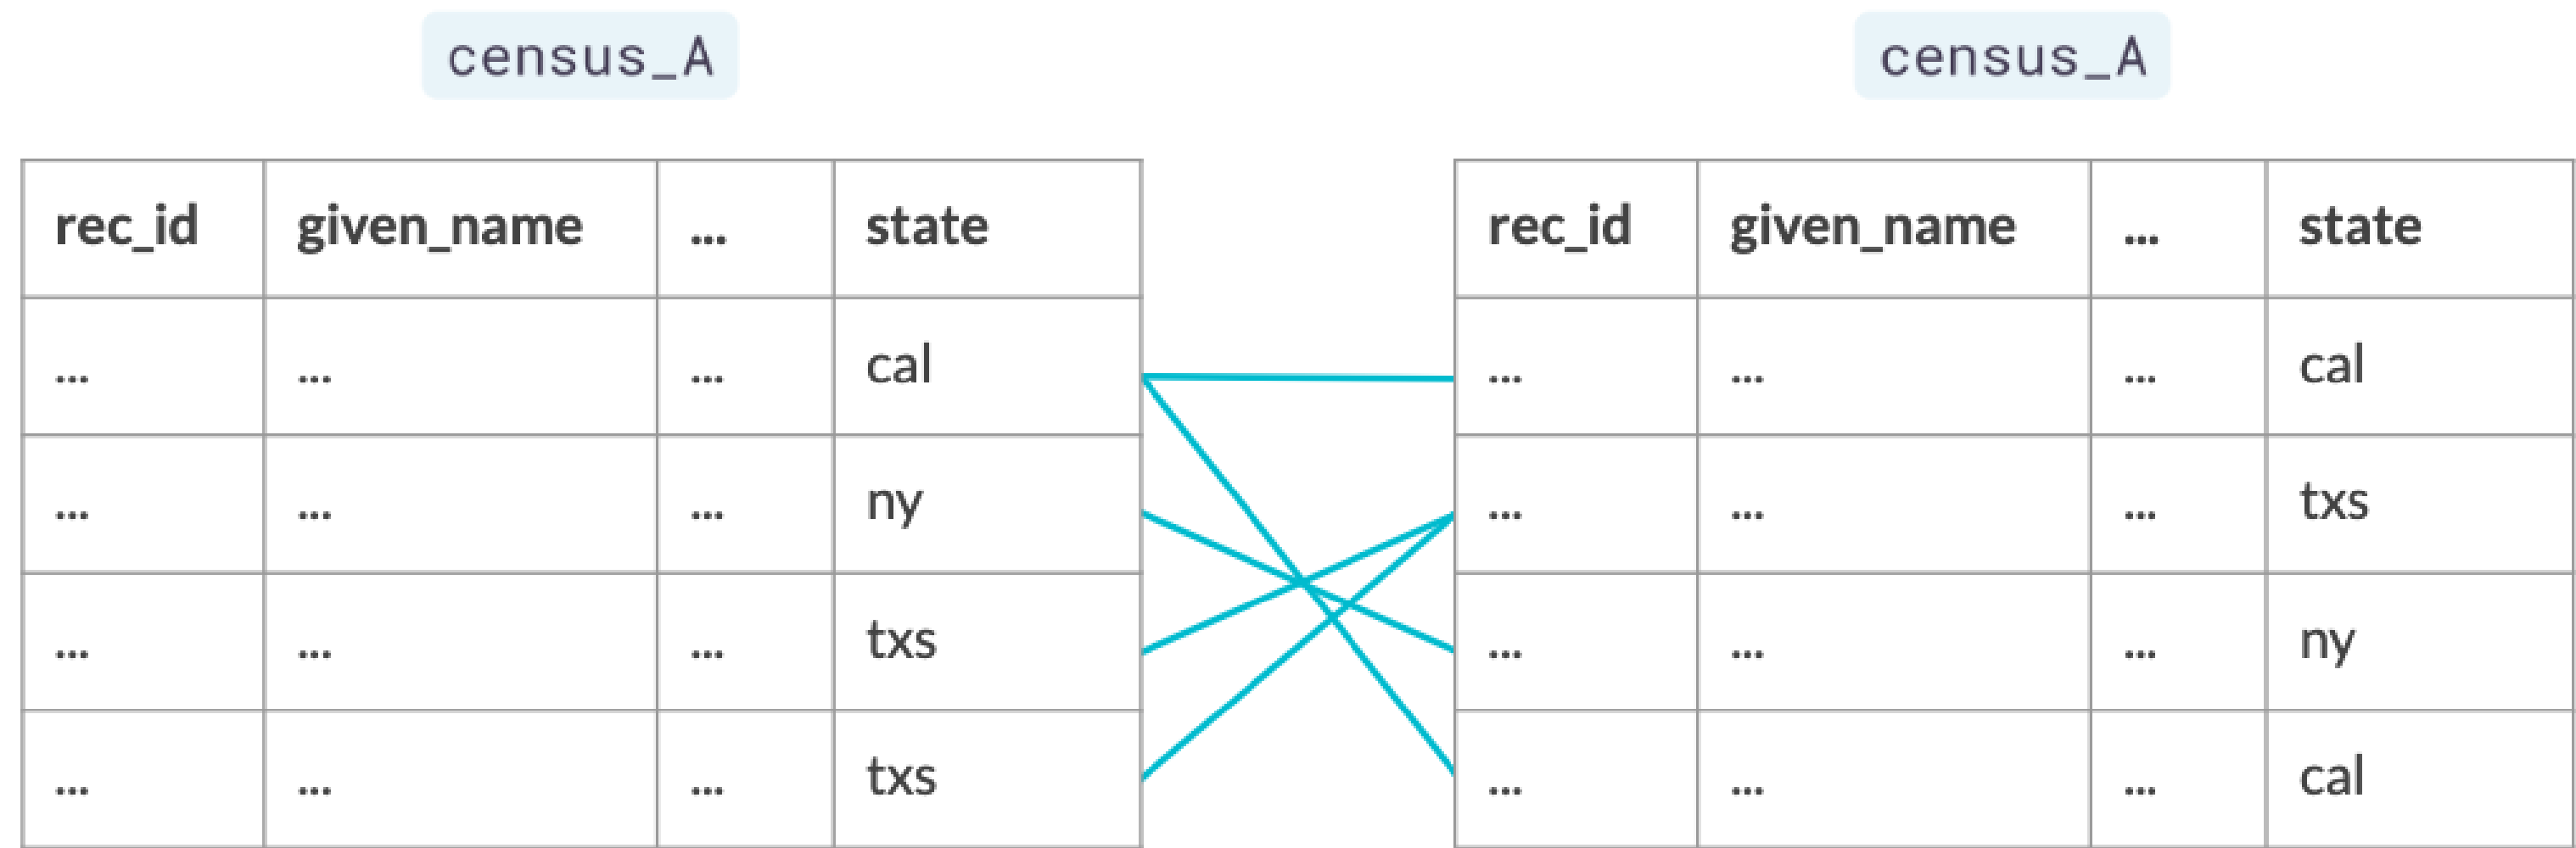 census_A census_A
rec_id given_name ... state rec_id given_name ... state
... ... ... cal ... ... ... cal
... ... ... ny ... ... ... txs
... ... ... txs ... ... ... ny
... ... ... txs ... ... ... cal